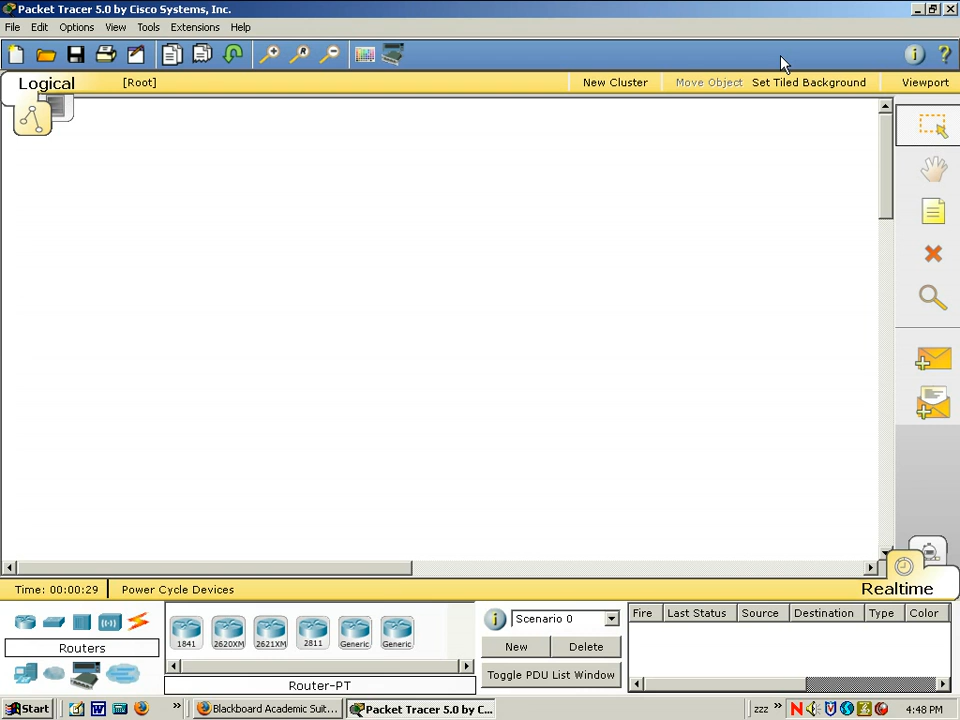 Packet Tracer 5.0 by Cisco Systems, Inc.
File Edit Options View Tools Extensions Help
Logical [Root] New Cluster Move Object Set Tiled Background Viewport
Time: 00:00:29 Power Cycle Devices Realtime
Routers
1841 2620XM 2621XM 2811 Generic Generic
Router-PT
Scenario 0
New Delete
Toggle PDU List Window
Fire Last Status Source Destination Type Color
Start Blackboard Academic Suit... Packet Tracer 5.0 by C... zzz 4:48 PM